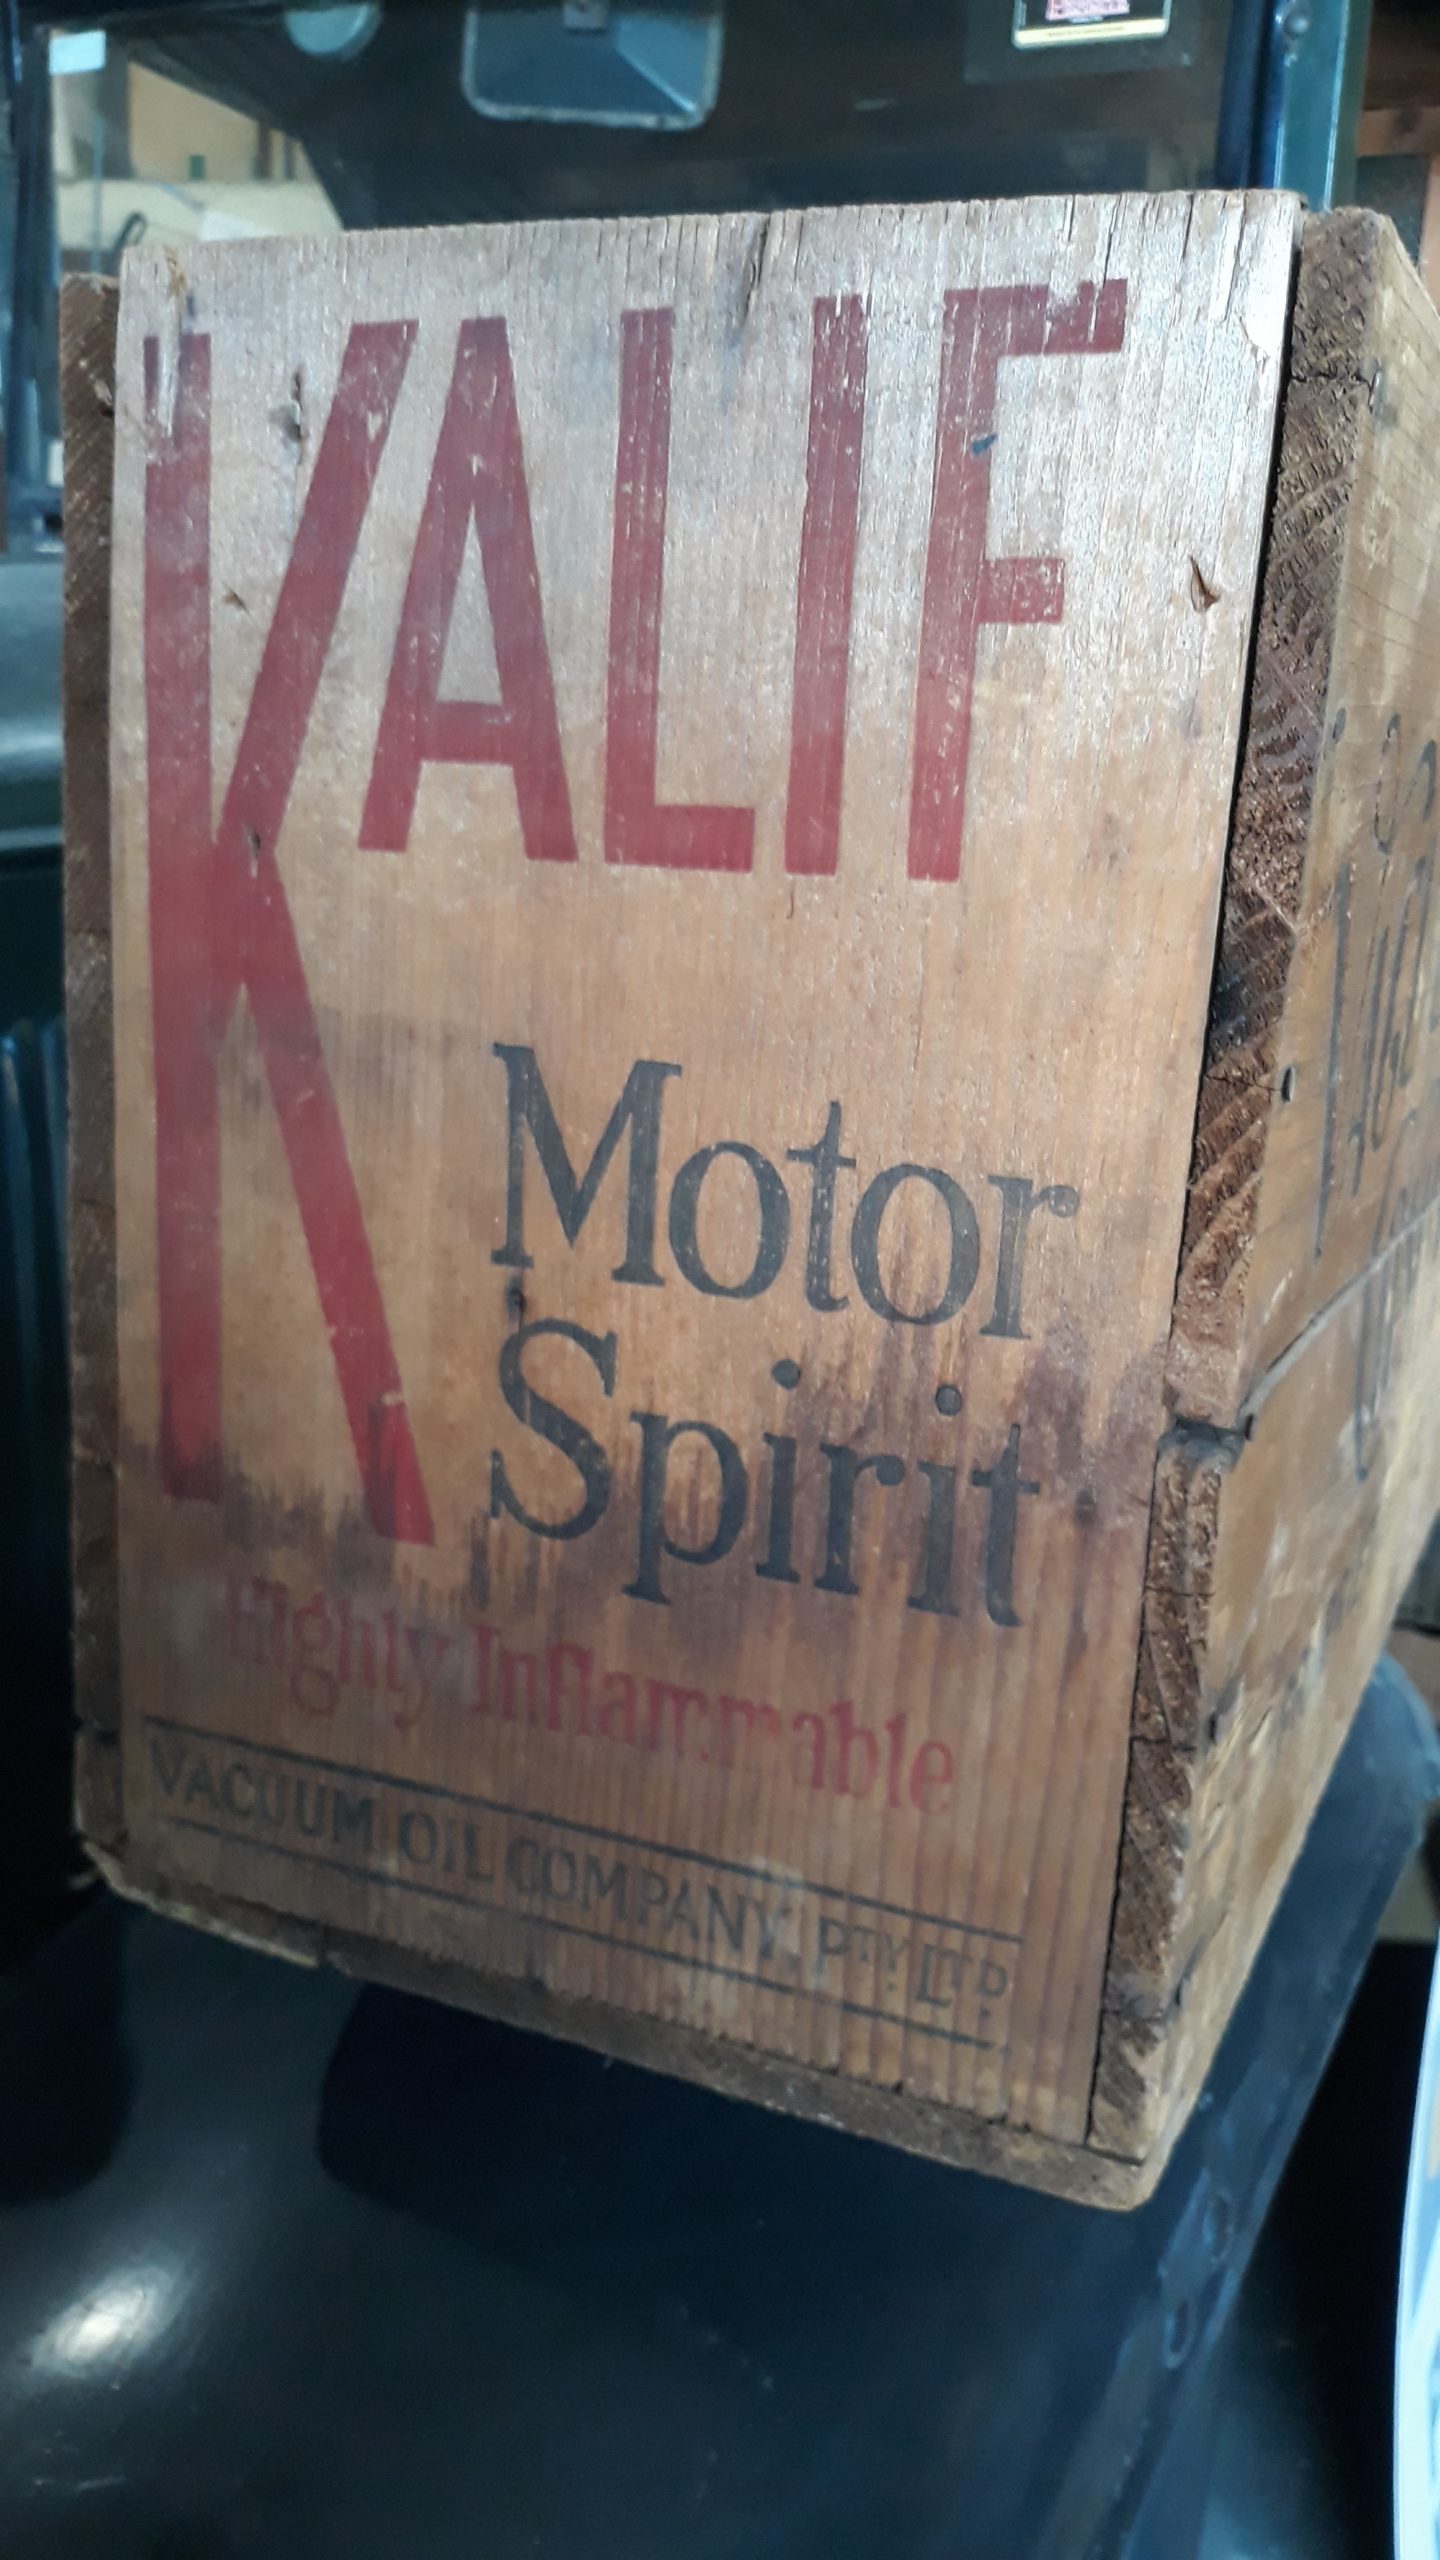 KALIF
Motor
Spirit
Highly Inflammable
VACUUM OIL COMPANY PTY. LTD.